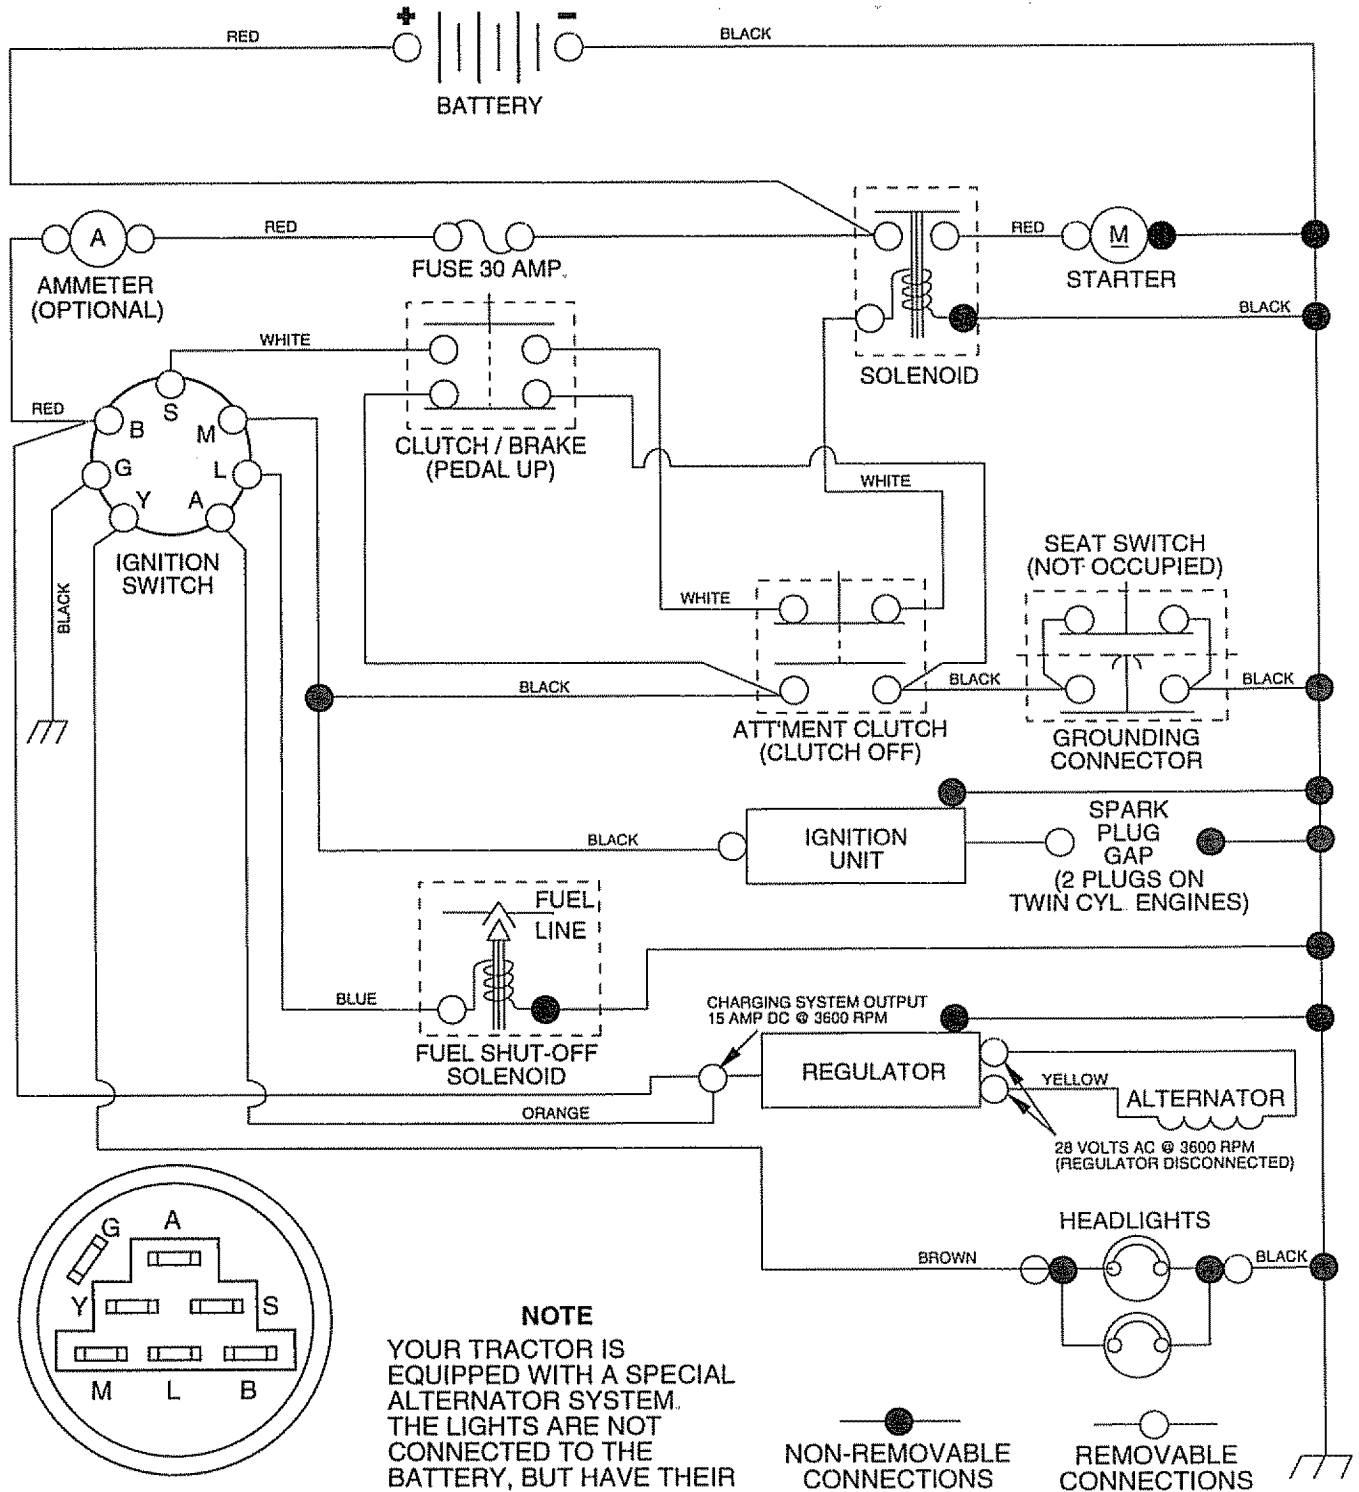 + −
RED
BLACK
BATTERY
A
RED
FUSE 30 AMP.
AMMETER
(OPTIONAL)
RED
M
STARTER
BLACK
SOLENOID
WHITE
RED
S
B
M
G
L
Y
A
IGNITION
SWITCH
CLUTCH / BRAKE
(PEDAL UP)
WHITE
BLACK
SEAT SWITCH
(NOT OCCUPIED)
WHITE
BLACK
BLACK
BLACK
ATT'MENT CLUTCH
(CLUTCH OFF)
GROUNDING
CONNECTOR
BLACK
IGNITION
UNIT
SPARK
PLUG
GAP
(2 PLUGS ON
TWIN CYL. ENGINES)
FUEL
LINE
BLUE
FUEL SHUT-OFF
SOLENOID
CHARGING SYSTEM OUTPUT
15 AMP DC @ 3600 RPM
REGULATOR
YELLOW
ALTERNATOR
ORANGE
28 VOLTS AC @ 3600 RPM
(REGULATOR DISCONNECTED)
HEADLIGHTS
BROWN
BLACK
G
A
Y
S
M L B
NOTE
YOUR TRACTOR IS
EQUIPPED WITH A SPECIAL
ALTERNATOR SYSTEM.
THE LIGHTS ARE NOT
CONNECTED TO THE
BATTERY, BUT HAVE THEIR
NON-REMOVABLE
CONNECTIONS
REMOVABLE
CONNECTIONS